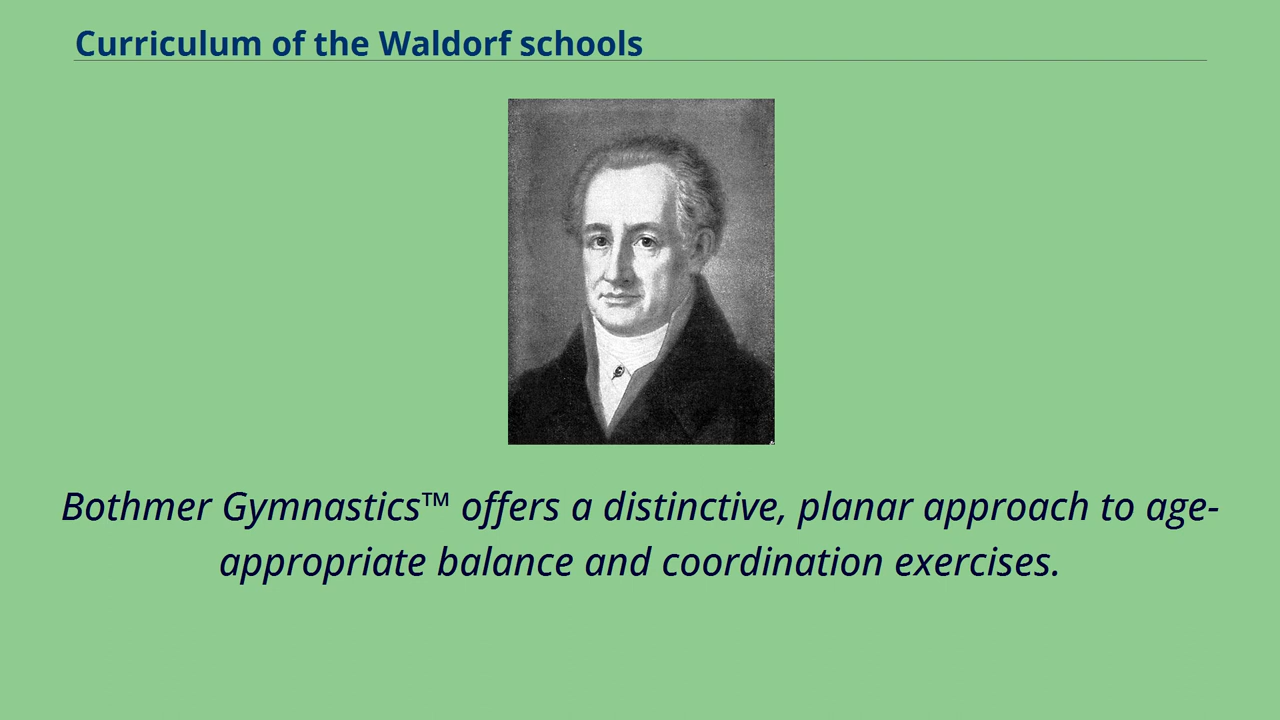 Curriculum of the Waldorf schools
Bothmer Gymnastics™ offers a distinctive, planar approach to age-
appropriate balance and coordination exercises.